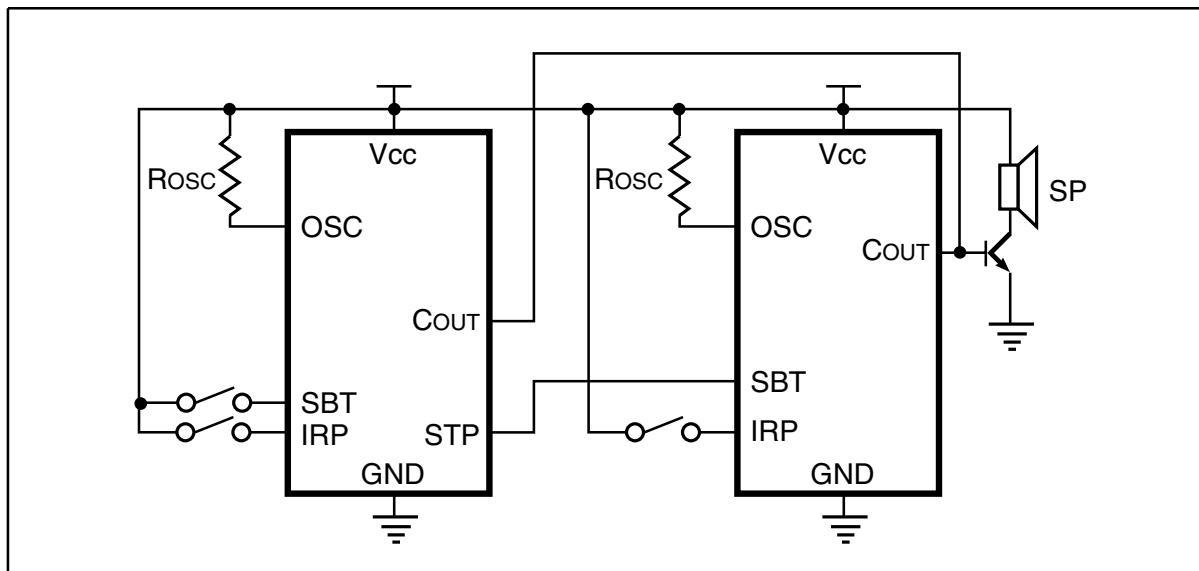 Vcc
ROSC
OSC
COUT
SBT
IRP
STP
GND
Vcc
ROSC
OSC
COUT
SBT
IRP
GND
SP